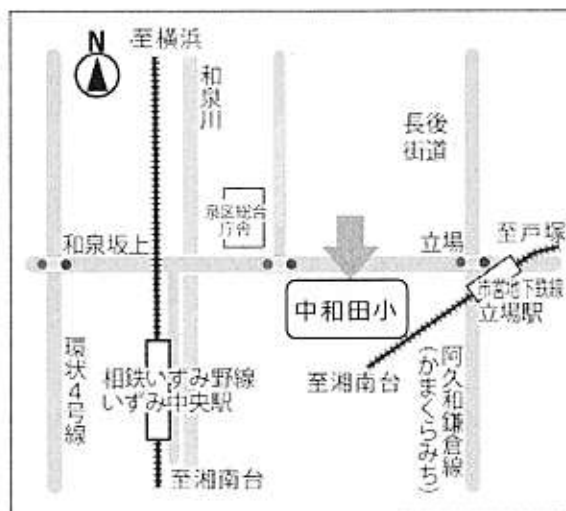 N
至横浜
和泉川
長後
街道
泉区総合
庁舎
和泉坂上
立場
至戸塚
中和田小
市営地下鉄線
立場駅
環状4号線
相鉄いずみ野線
いずみ中央駅
至湘南台
阿久和鎌倉線
(かまくらみち)
至湘南台